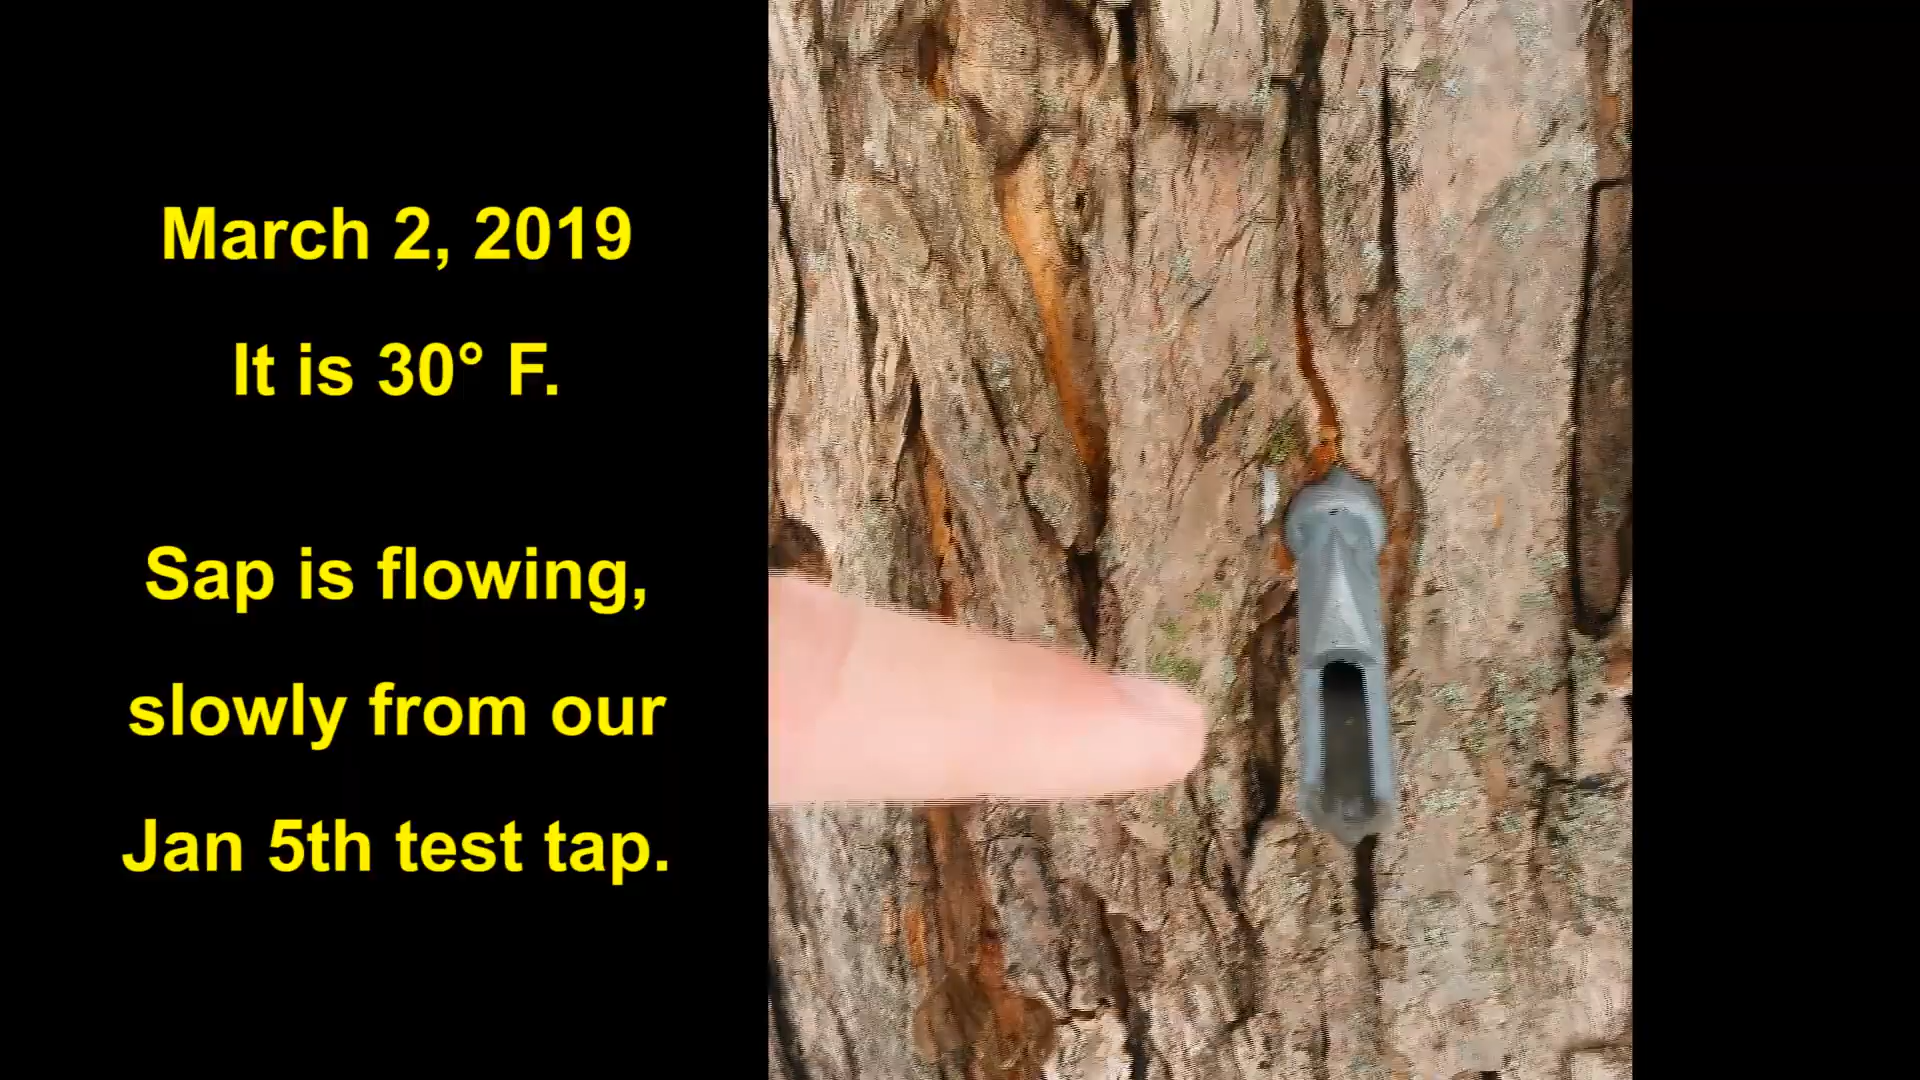 March 2, 2019
It is 30° F.
Sap is flowing,
slowly from our
Jan 5th test tap.